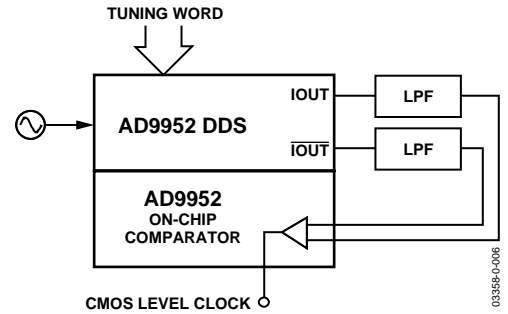 TUNING WORD
IOUT
LPF
AD9952 DDS
IOUT
LPF
AD9952
ON-CHIP
COMPARATOR
CMOS LEVEL CLOCK
03358-0-006